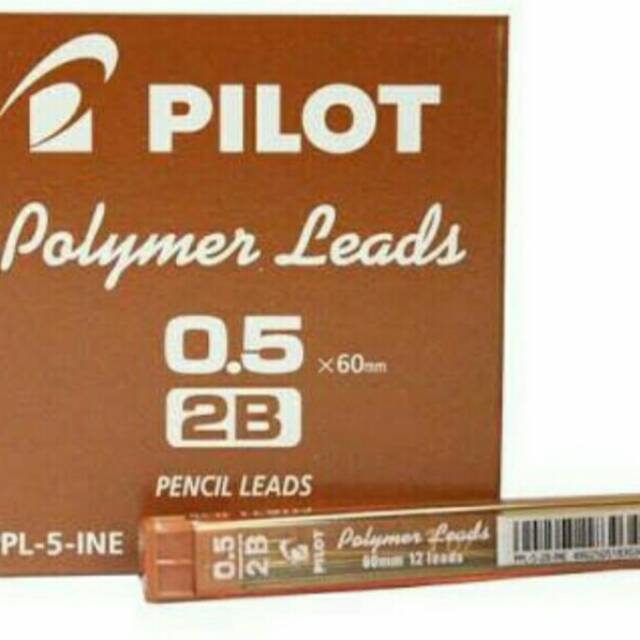 PILOT
Polymer Leads
0.5 ×60mm
2B
PENCIL LEADS
PL-5-INE
0.5
2B
PILOT
Polymer Leads
60mm 12 leads